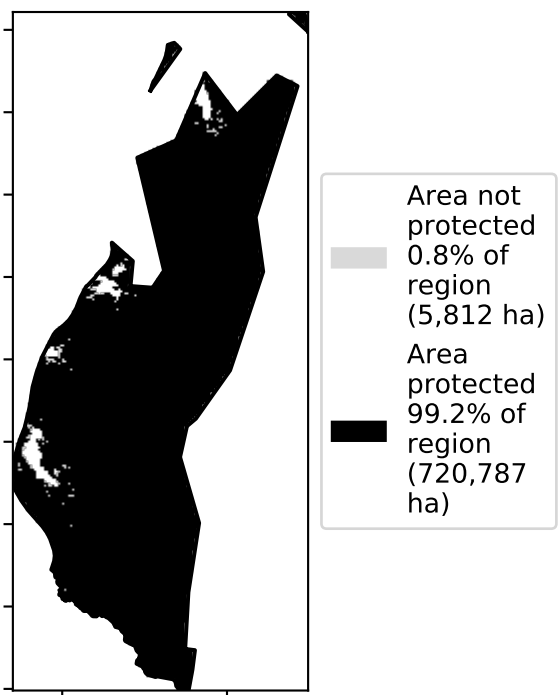 Area not
protected
0.8% of
region
(5,812 ha)
Area
protected
99.2% of
region
(720,787
ha)